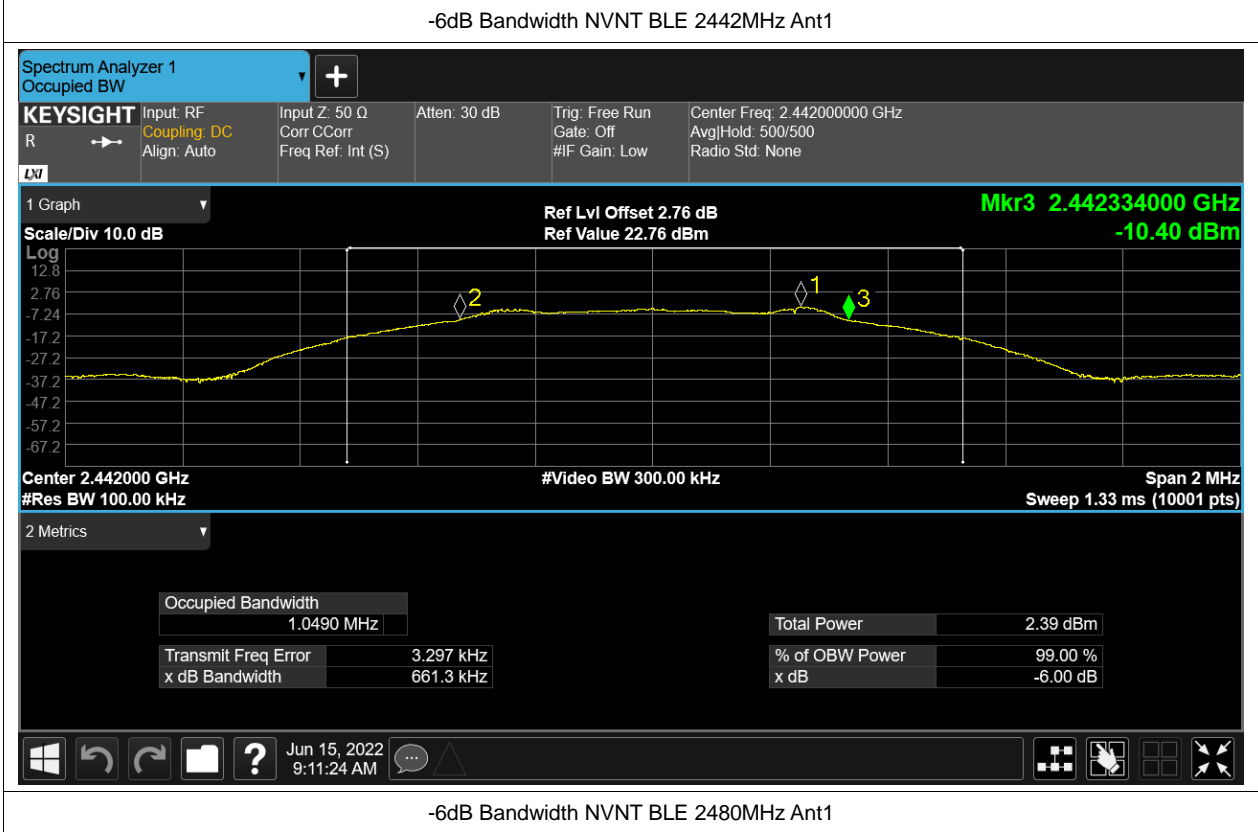 -6dB Bandwidth NVNT BLE 2442MHz Ant1
Spectrum Analyzer 1
Occupied BW
KEYSIGHT
R
LXI
Input: RF
Coupling: DC
Align: Auto
Input Z: 50 Ω
Corr CCorr
Freq Ref: Int (S)
Atten: 30 dB
Trig: Free Run
Gate: Off
#IF Gain: Low
Center Freq: 2.442000000 GHz
Avg|Hold: 500/500
Radio Std: None
1 Graph
Scale/Div 10.0 dB
Ref Lvl Offset 2.76 dB
Ref Value 22.76 dBm
Mkr3 2.442334000 GHz
-10.40 dBm
Log
12.8
2.76
-7.24
-17.2
-27.2
-37.2
-47.2
-57.2
-67.2
2
1
3
Center 2.442000 GHz
#Res BW 100.00 kHz
#Video BW 300.00 kHz
Span 2 MHz
Sweep 1.33 ms (10001 pts)
2 Metrics
Occupied Bandwidth
1.0490 MHz
Transmit Freq Error 3.297 kHz
x dB Bandwidth 661.3 kHz
Total Power 2.39 dBm
% of OBW Power 99.00 %
x dB -6.00 dB
?
Jun 15, 2022
9:11:24 AM
-6dB Bandwidth NVNT BLE 2480MHz Ant1